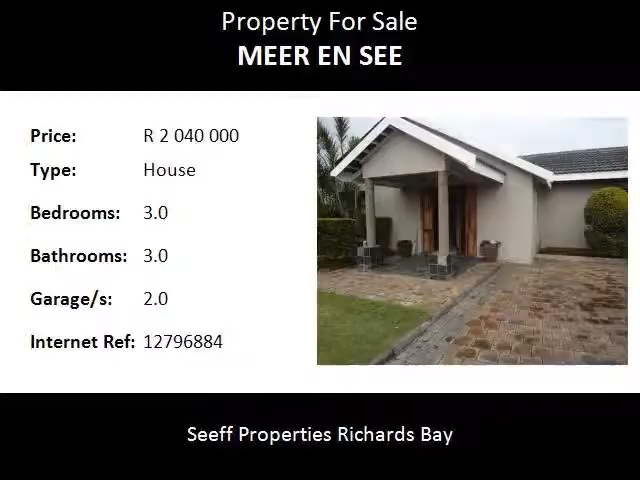 Property For Sale
MEER EN SEE
Price: R 2 040 000
Type: House
Bedrooms: 3.0
Bathrooms: 3.0
Garage/s: 2.0
Internet Ref: 12796884
Seeff Properties Richards Bay